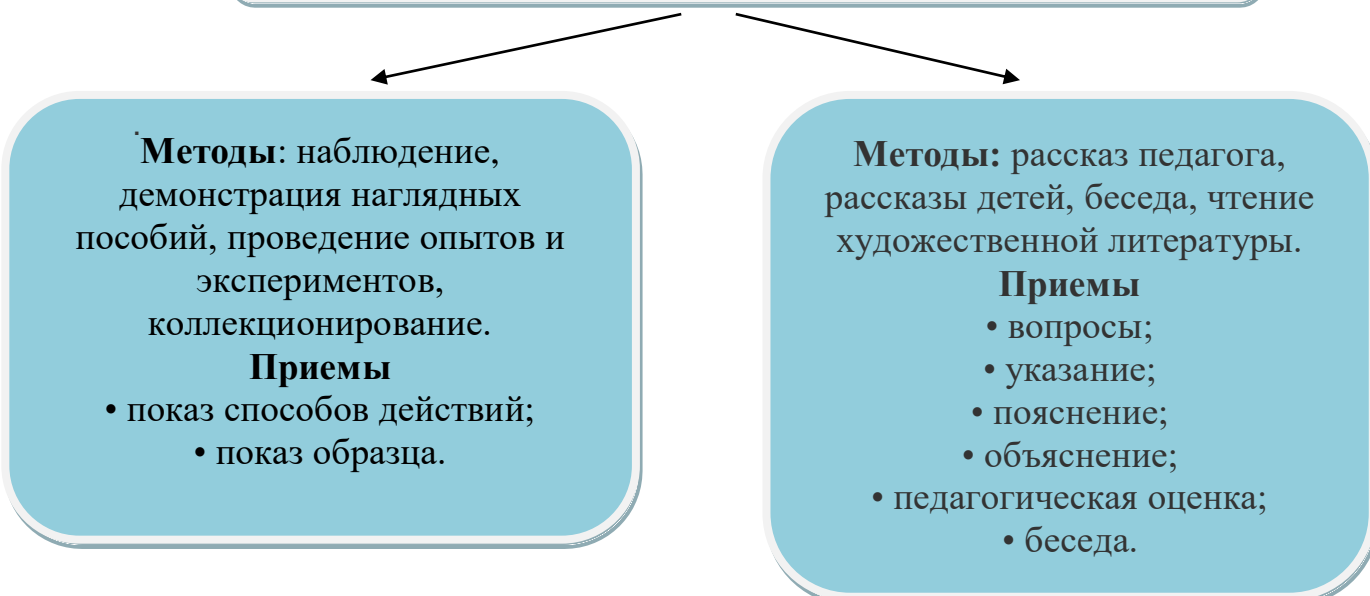 Методы: наблюдение,
демонстрация наглядных
пособий, проведение опытов и
экспериментов,
коллекционирование.
Приемы
• показ способов действий;
• показ образца.
Методы: рассказ педагога,
рассказы детей, беседа, чтение
художественной литературы.
Приемы
• вопросы;
• указание;
• пояснение;
• объяснение;
• педагогическая оценка;
• беседа.